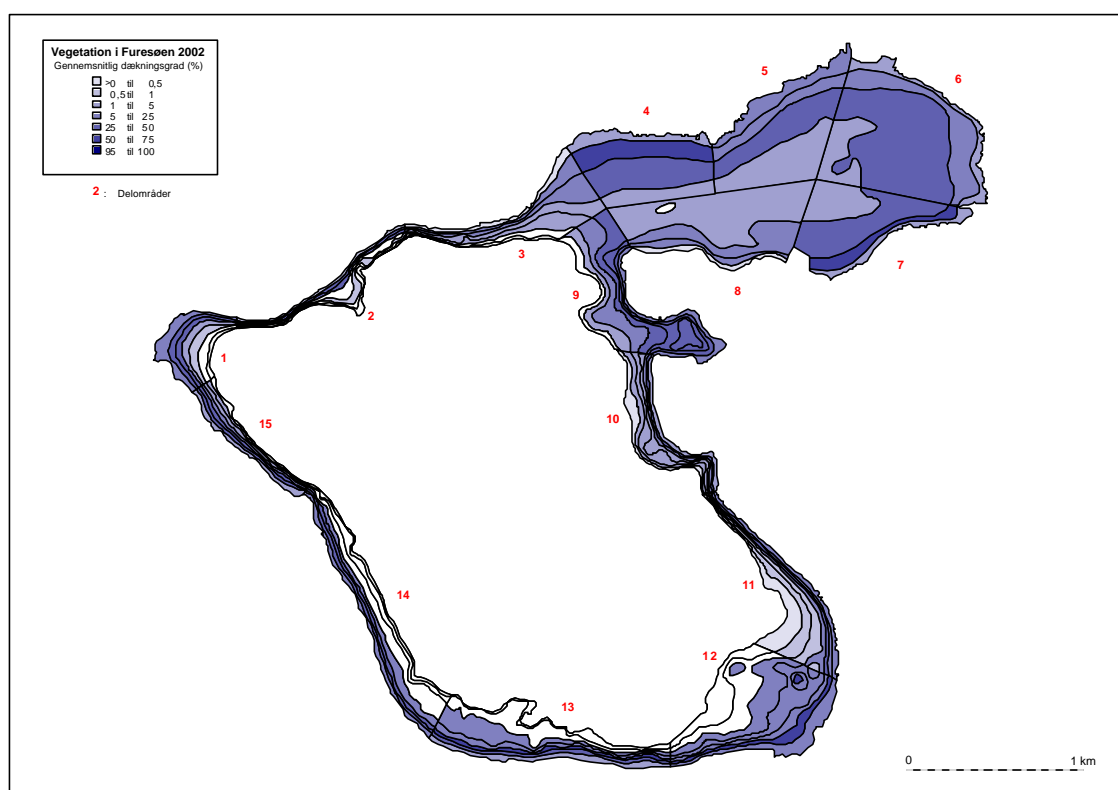 Vegetation i Furesøen 2002
Gennemsnitlig dækningsgrad (%)
>0 til 0,5
0,5 til 1
1 til 5
5 til 25
25 til 50
50 til 75
95 til 100
2 : Delområder
5
6
4
3
7
8
9
2
1
10
15
11
14
12
13
0 1 km